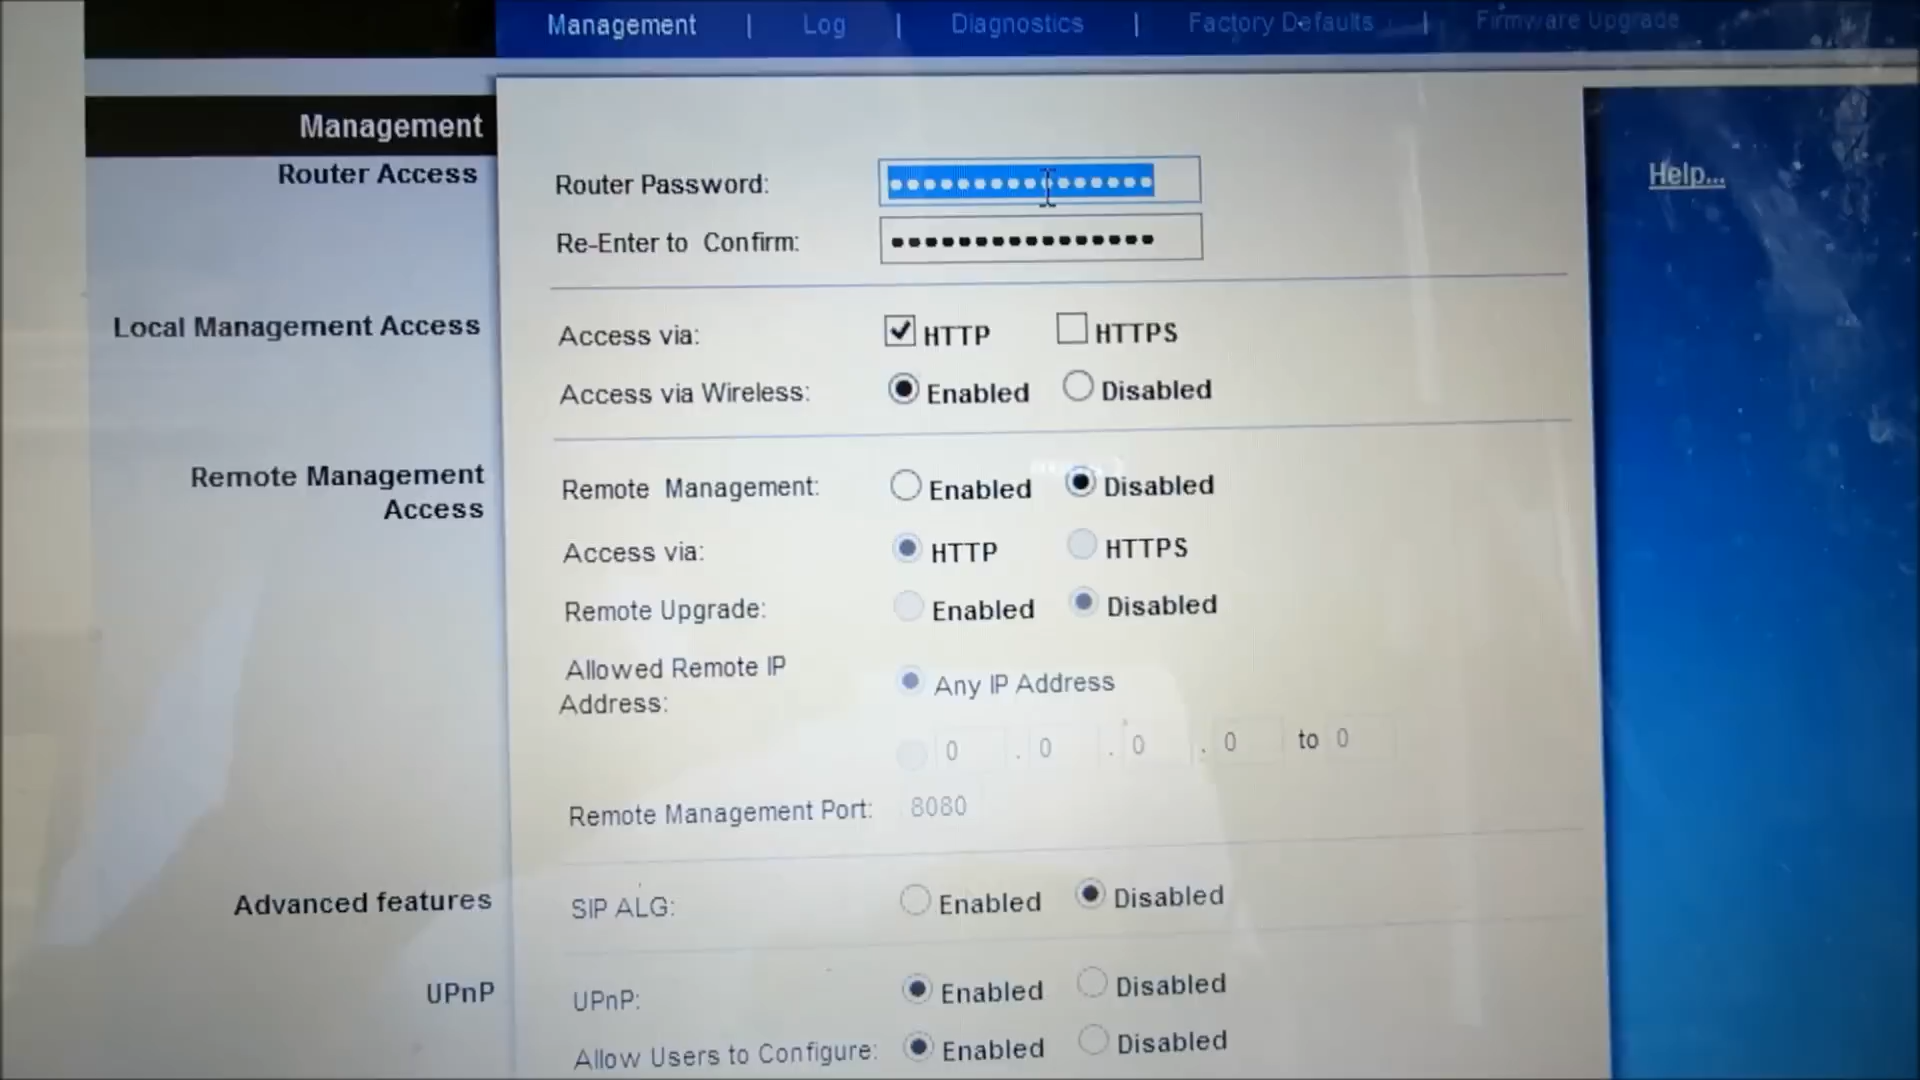 Management | Log | Diagnostics | Factory Defaults | Firmware Upgrade
Management
Router Access
Router Password: ••••••••••••••••
Help...
Re-Enter to Confirm: ••••••••••••••••
Local Management Access
Access via: HTTP HTTPS
Access via Wireless: Enabled Disabled
Remote Management
Access
Remote Management: Enabled Disabled
Access via: HTTP HTTPS
Remote Upgrade: Enabled Disabled
Allowed Remote IP
Address:
Any IP Address
0 . 0 . 0 . 0 to 0
Remote Management Port: 8080
Advanced features
SIP ALG: Enabled Disabled
UPnP
UPnP: Enabled Disabled
Allow Users to Configure: Enabled Disabled